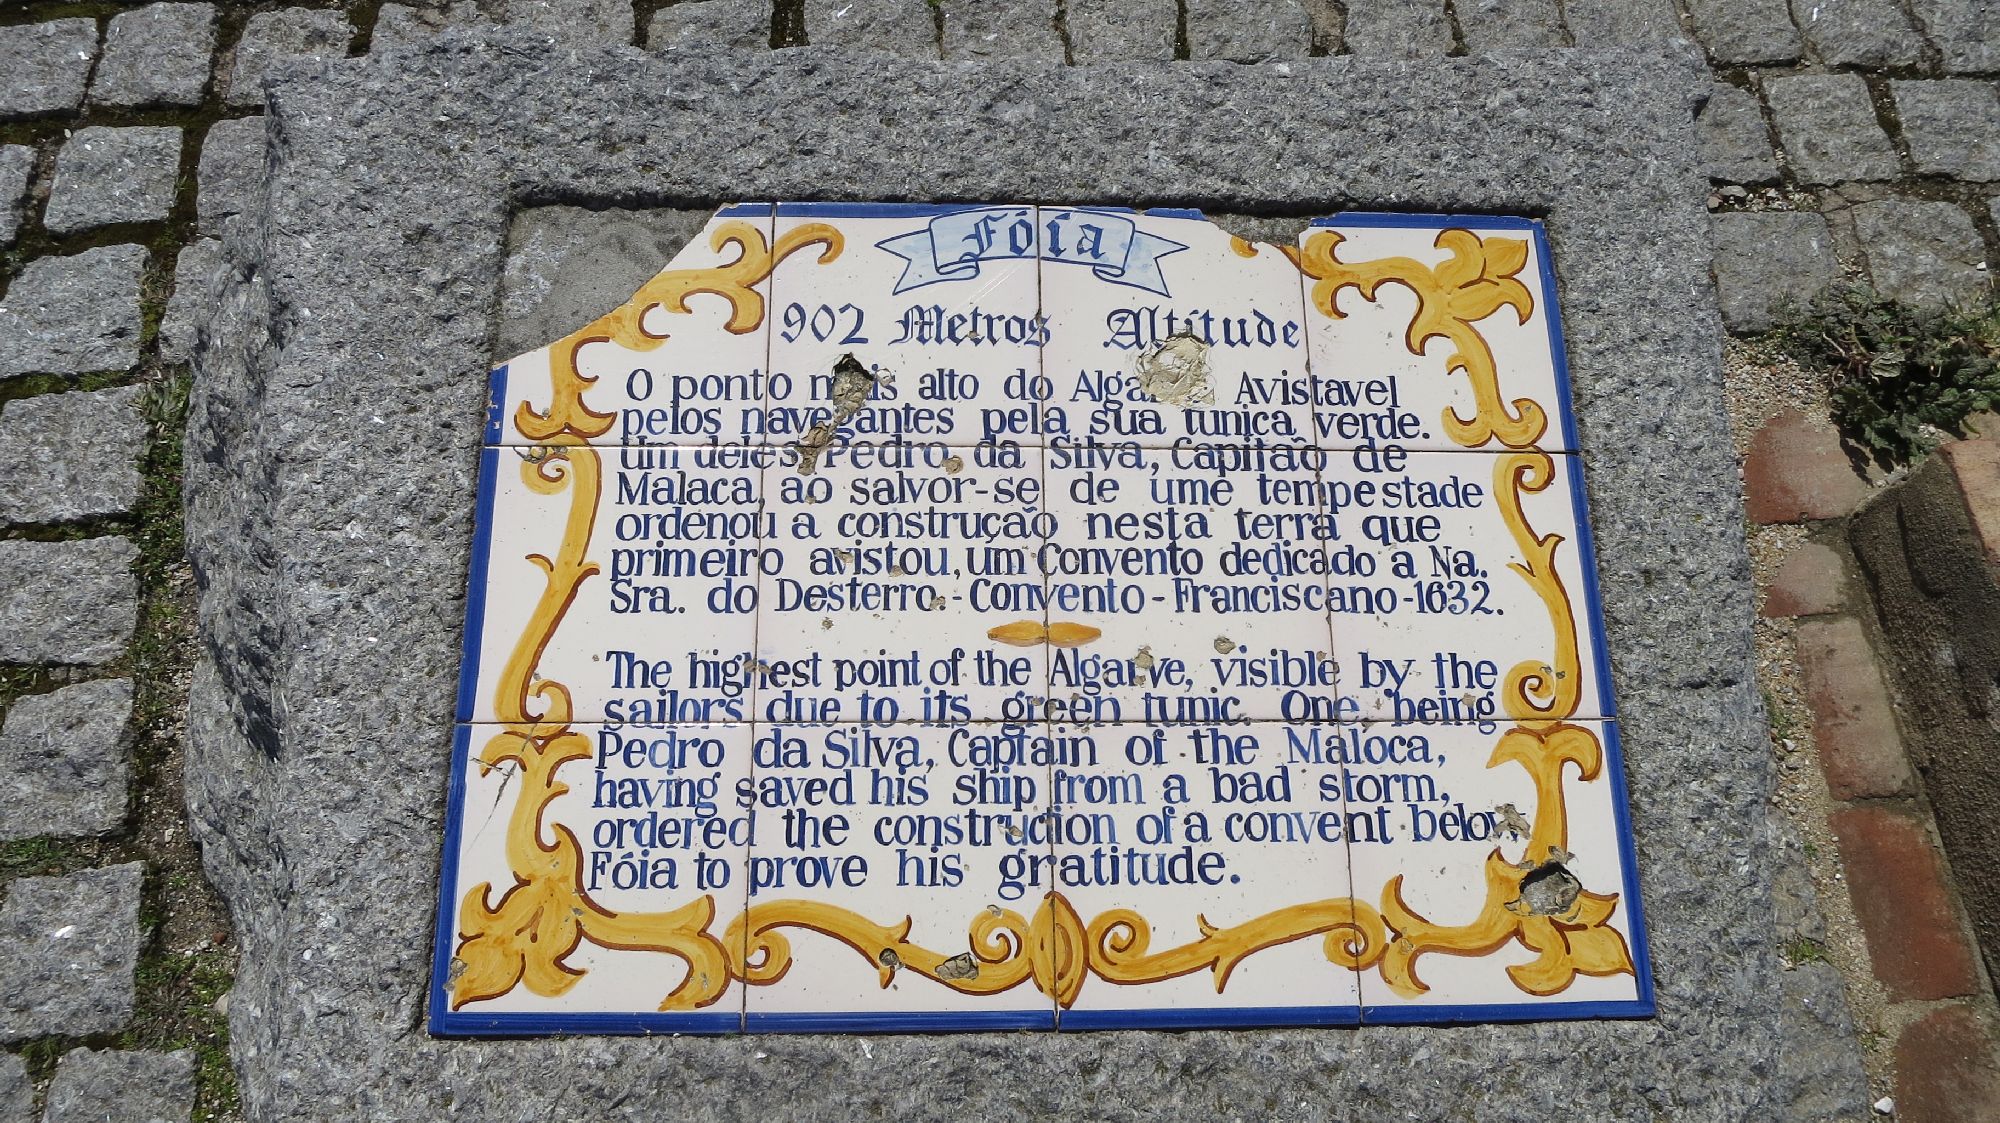 Fóía
902 Metros Altitude
O ponto mais alto do Algarve Avistavel
pelos navegantes pela sua tunica verde.
Um deles Pedro da Silva, Capitão de
Malaca, ao salvor-se de ume tempestade
ordenou a construção nesta terra que
primeiro avistou, um Convento dedicado a Na.
Sra. do Desterro. - Convento - Franciscano - 1632.
The highest point of the Algarve, visible by the
sailors due to its green tunic. One, being
Pedro da Silva, Captain of the Maloca,
having saved his ship from a bad storm,
ordered the construction of a convent below
Fóia to prove his gratitude.